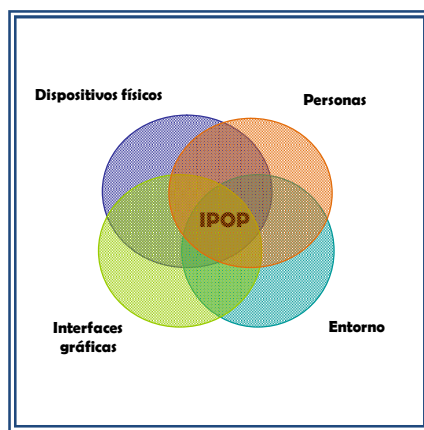 Dispositivos físicos
Personas
IPOP
Interfaces
gráficas
Entorno